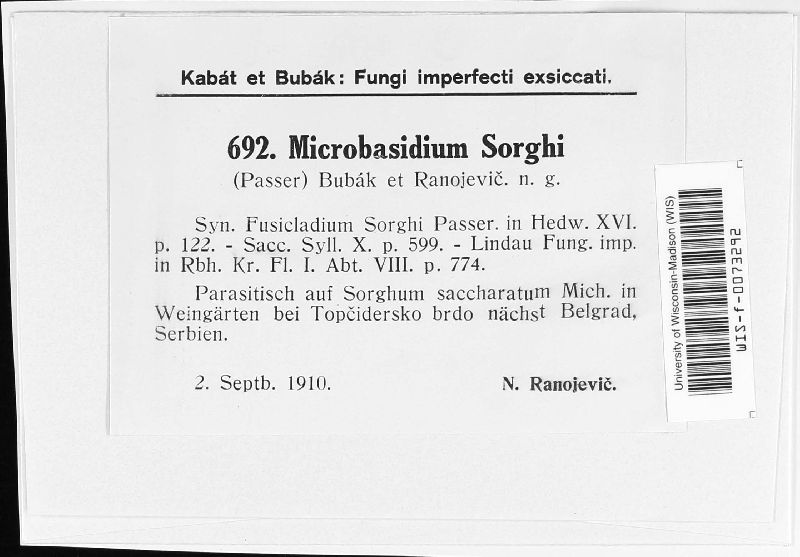 Kabát et Bubák: Fungi imperfecti exsiccati.
692. Microbasidium Sorghi
(Passer) Bubák et Ranojevič. n. g.
Syn. Fusicladium Sorghi Passer. in Hedw. XVI.
p. 122. - Sacc. Syll. X. p. 599. - Lindau Fung. imp.
in Rbh. Kr. Fl. I. Abt. VIII. p. 774.
Parasitisch auf Sorghum saccharatum Mich. in
Weingärten bei Topčidersko brdo nächst Belgrad,
Serbien.
2. Septb. 1910.
N. Ranojevič.
University of Wisconsin-Madison (WIS)
WIS-f-0073292